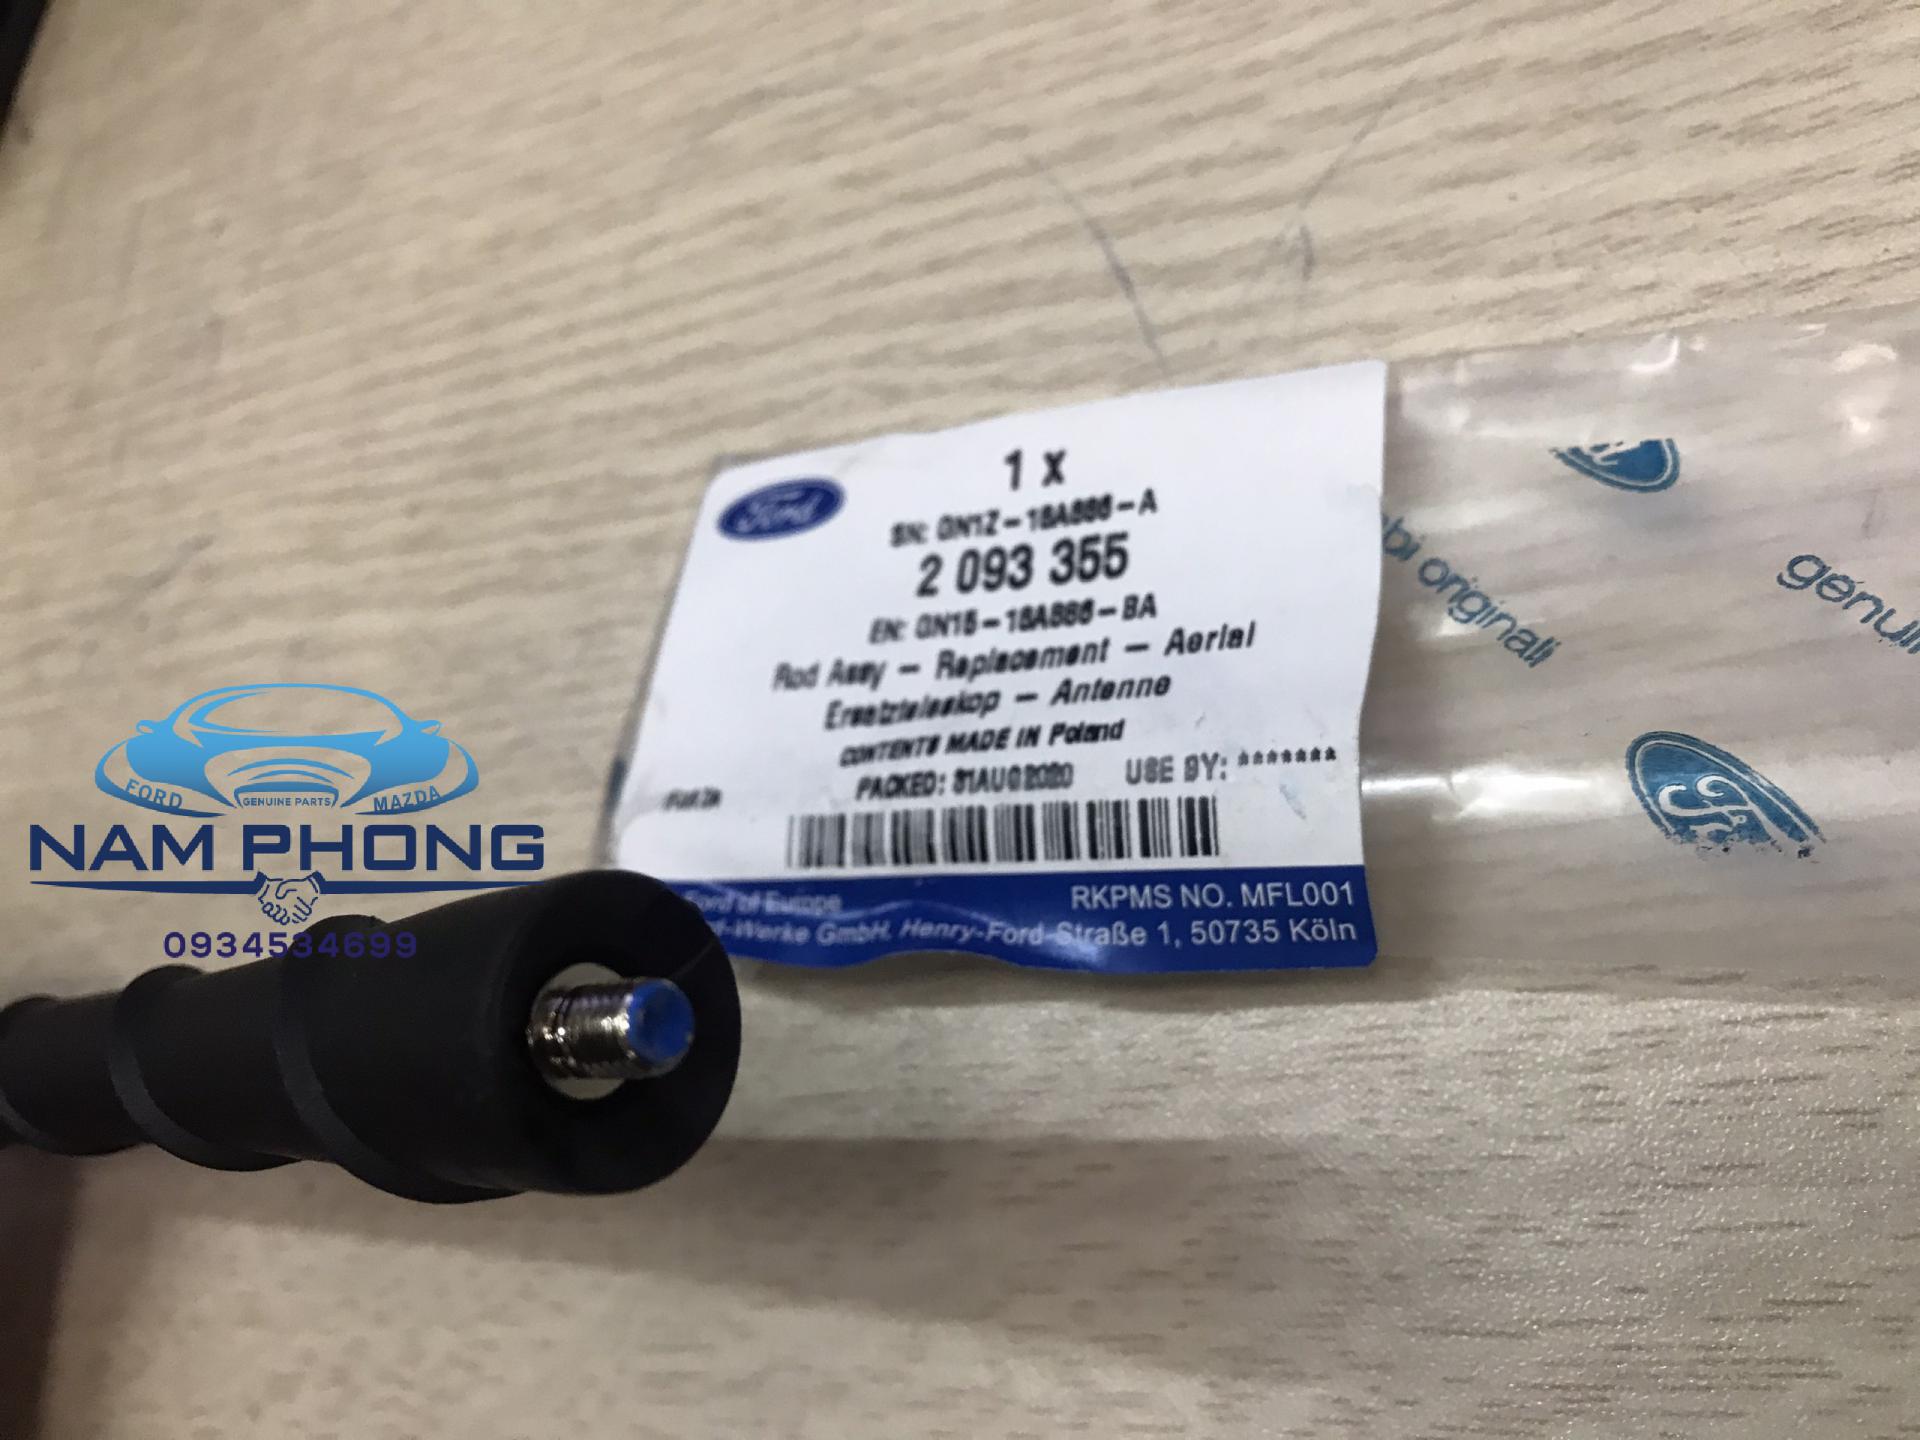 Ford
1 X
SN: GN1Z-18A886-A
2 093 355
EN: GN15-18A886-BA
Rod Assy - Replacement - Aerial
Ersatzteleskop - Antenne
CONTENTS MADE IN Poland
PACKED: 31AUG2020 USE BY: *******
Ford of Europe
RKPMS NO. MFL001
-Werke GmbH, Henry-Ford-Straße 1, 50735 Köln
originali
Ford
FORD
GENUINE PARTS
MAZDA
NAM PHONG
0934534699